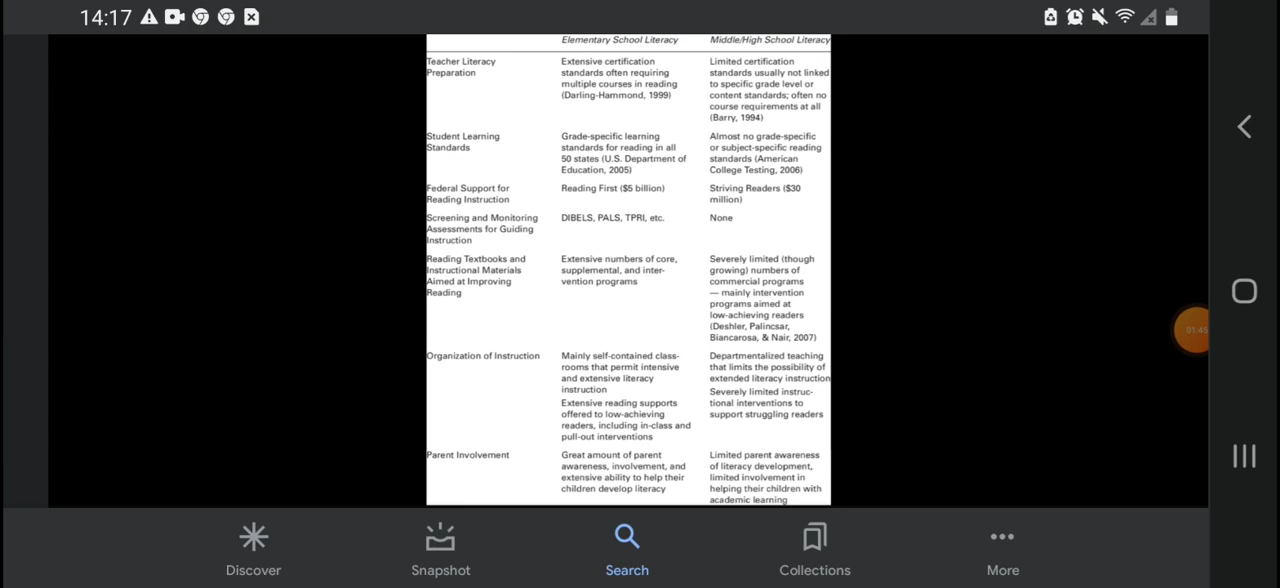 14:17
Elementary School Literacy Middle/High School Literacy
Teacher Literacy Preparation
Extensive certification
standards often requiring
multiple courses in reading
(Darling-Hammond, 1999)
Limited certification
standards usually not linked
to specific grade level or
content standards; often no
course requirements at all
(Barry, 1994)
Student Learning
Standards
Grade-specific learning
standards for reading in all
50 states (U.S. Department of
Education, 2005)
Almost no grade-specific
or subject-specific reading
standards (American
College Testing, 2006)
Federal Support for
Reading Instruction
Reading First ($5 billion)
Striving Readers ($30
million)
Screening and Monitoring
Assessments for Guiding
Instruction
DIBELS, PALS, TPRI, etc.
None
Reading Textbooks and
Instructional Materials
Aimed at Improving
Reading
Extensive numbers of core,
supplemental, and inter-
vention programs
Severely limited (though
growing) numbers of
commercial programs
— mainly intervention
programs aimed at
low-achieving readers
(Deshler, Palincsar,
Biancarosa, & Nair, 2007)
Organization of Instruction
Mainly self-contained class-
rooms that permit intensive
and extensive literacy
instruction
Extensive reading supports
offered to low-achieving
readers, including in-class and
pull-out interventions
Departmentalized teaching
that limits the possibility of
extended literacy instruction
Severely limited instruc-
tional interventions to
support struggling readers
Parent Involvement
Great amount of parent
awareness, involvement, and
extensive ability to help their
children develop literacy
Limited parent awareness
of literacy development,
limited involvement in
helping their children with
academic learning
01:45
Discover Snapshot Search Collections More